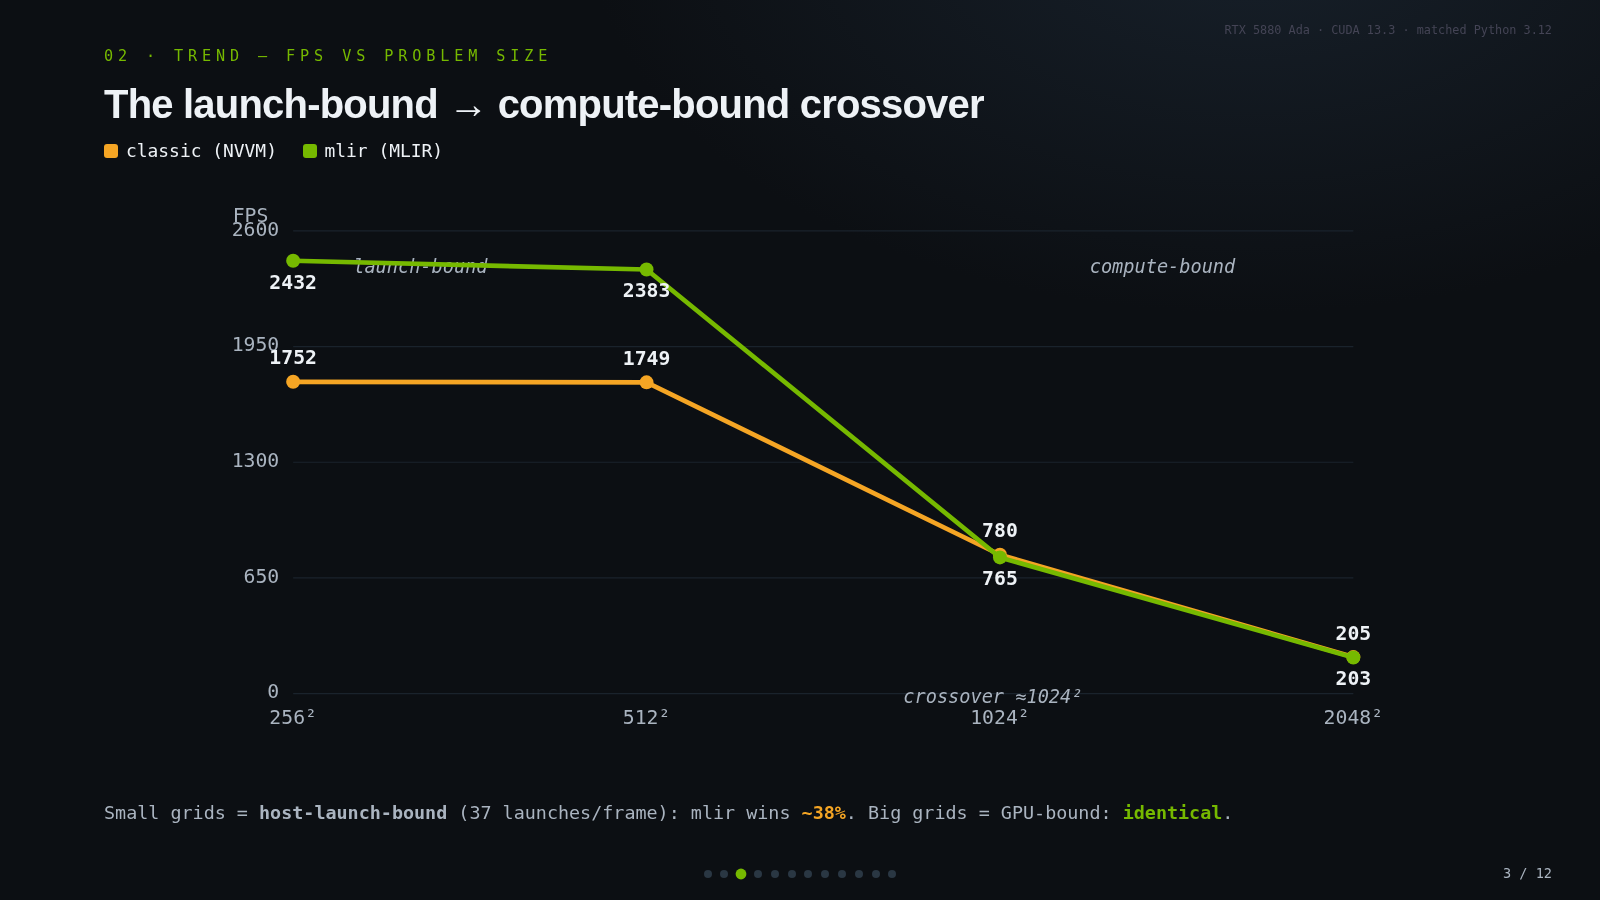 RTX 5880 Ada · CUDA 13.3 · matched Python 3.12
02 · TREND — FPS VS PROBLEM SIZE
The launch-bound → compute-bound crossover
classic (NVVM) mlir (MLIR)
FPS
2600
launch-bound compute-bound
2432
2383
1950
1752
1749
1300
780
650
765
205
203
0
crossover ≈1024²
256² 512² 1024² 2048²
Small grids = host-launch-bound (37 launches/frame): mlir wins ~38%. Big grids = GPU-bound: identical.
3 / 12